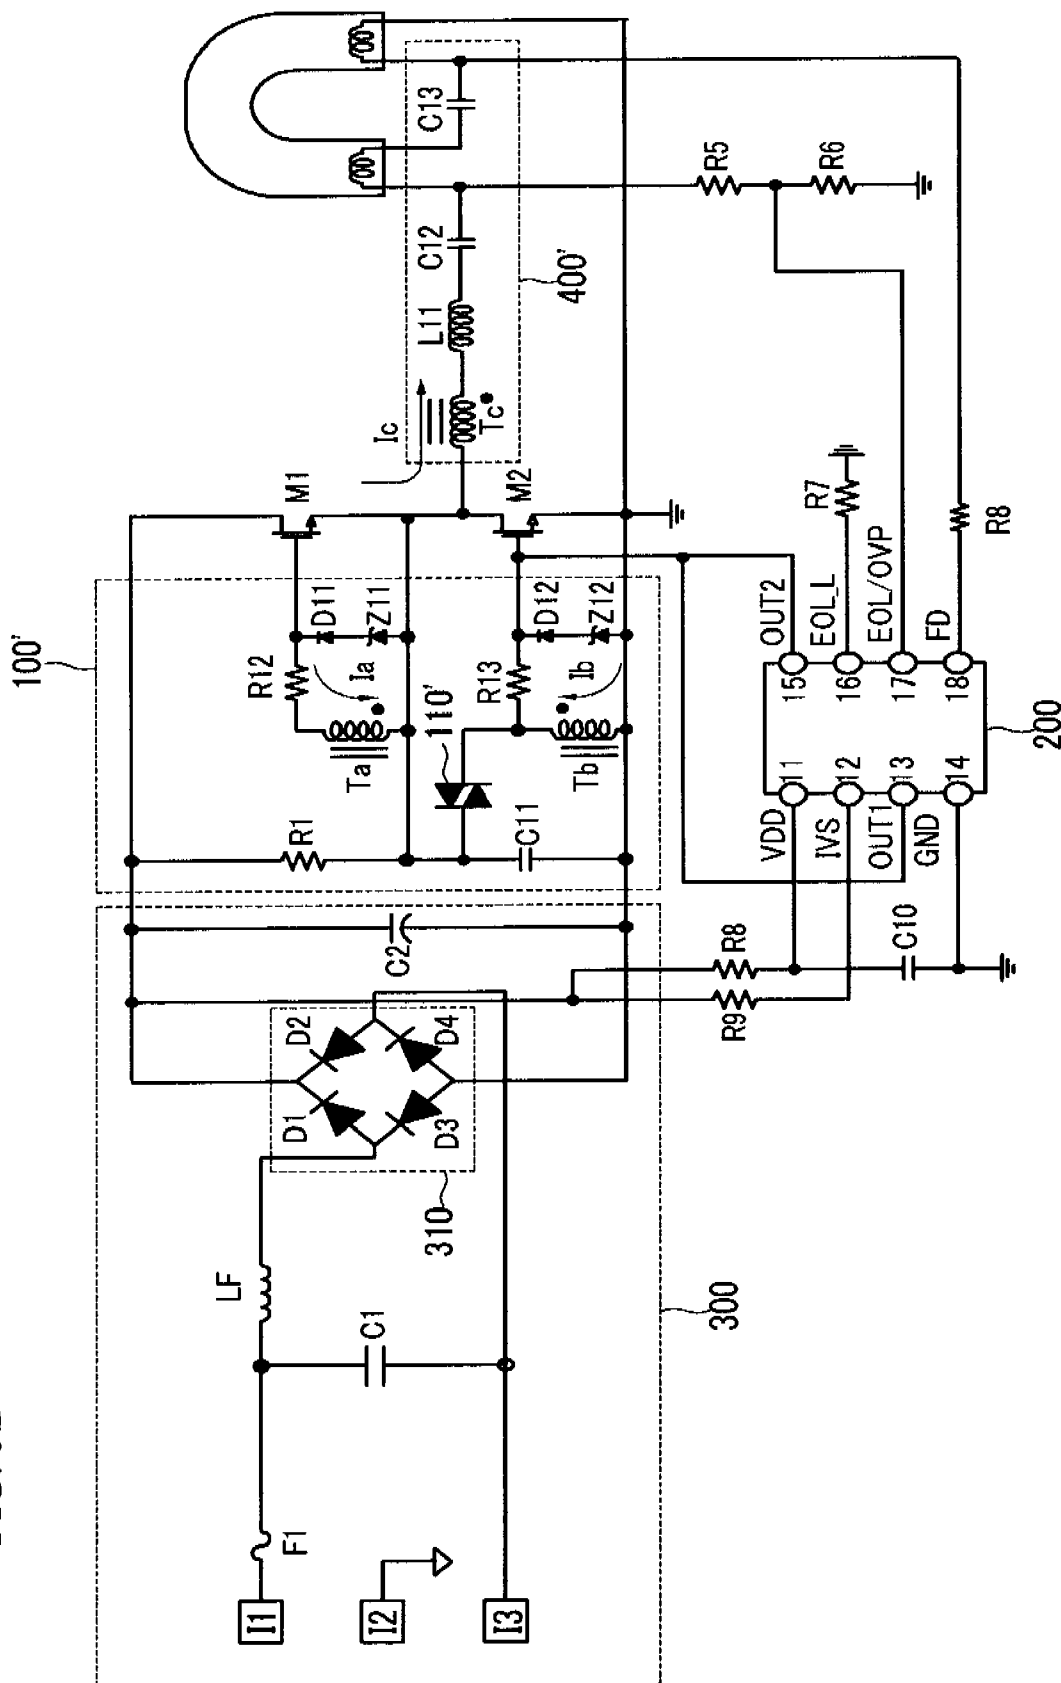 I1
I2
I3
F1
LF
C1
300
310
D1
D2
D3
D4
C2
R9
R8
C10
100'
R1
C11
110'
Ta
Tb
R12
R13
Ia
Ib
D11
Z11
D12
Z12
M1
M2
Ic
Tc
L11
C12
C13
400'
R5
R6
R7
R8
VDD
IVS
OUT1
GND
11
12
13
14
15
16
17
18
OUT2
EOL_L
EOL/OVP
FD
200